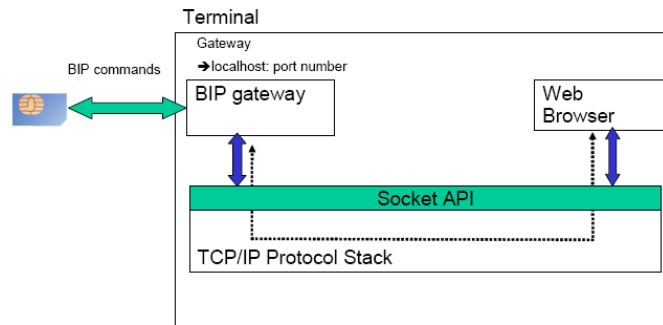 Terminal
Gateway
BIP commands
➔localhost: port number
BIP gateway
Web
Browser
Socket API
TCP/IP Protocol Stack